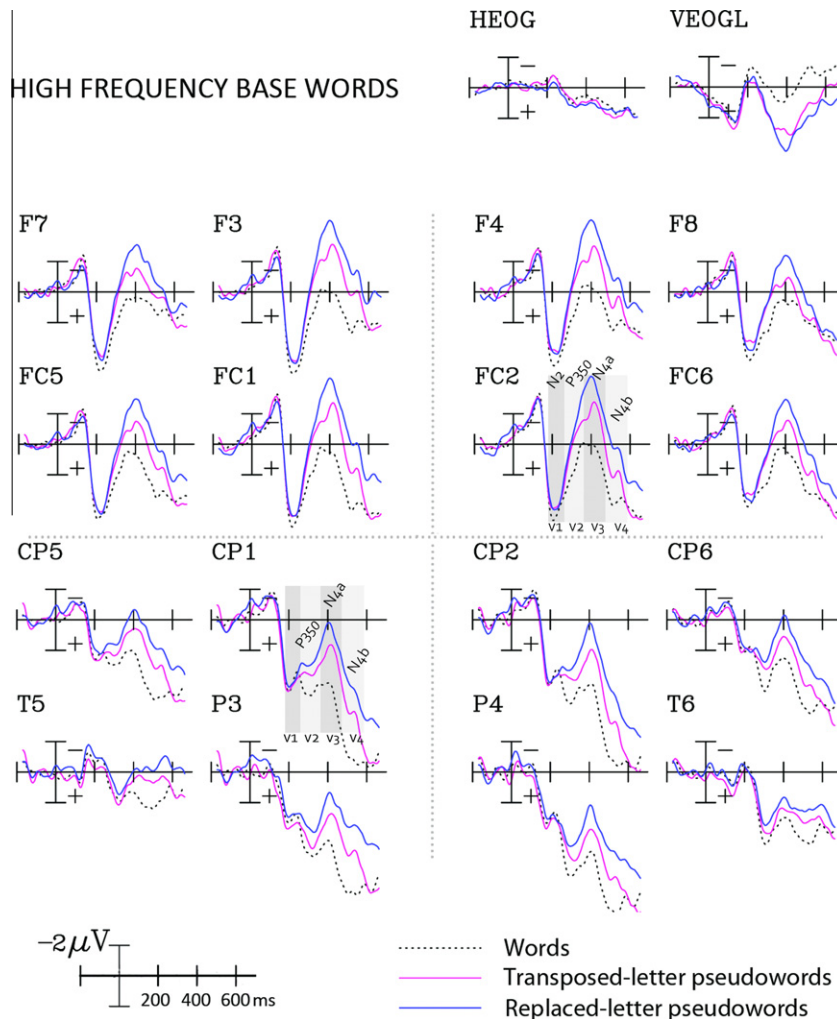 HEOG VEOGL
− −
HIGH FREQUENCY BASE WORDS
+ +
F7 F3 F4 F8
− − − −
+ + + +
FC5 FC1 FC2 FC6
N2 P350 N4a N4b
− − − −
+ + + +
v1 v2 v3 v4
CP5 CP1 CP2 CP6
P350 N4a N4b
− − − −
+ + + +
T5 P3 P4 T6
v1 v2 v3 v4
− − − −
+ + + +
−2μV
200 400 600 ms
Words
Transposed-letter pseudowords
Replaced-letter pseudowords